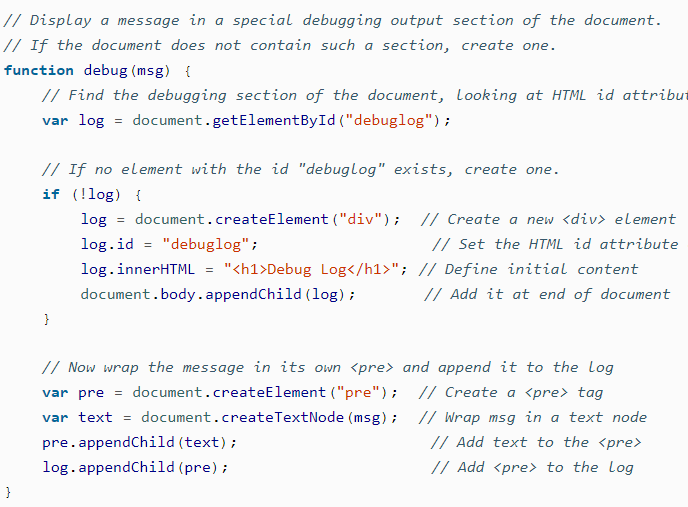 // Display a message in a special debugging output section of the document.
// If the document does not contain such a section, create one.
function debug(msg) {
    // Find the debugging section of the document, looking at HTML id attribut
    var log = document.getElementById("debuglog");

    // If no element with the id "debuglog" exists, create one.
    if (!log) {
        log = document.createElement("div");  // Create a new <div> element
        log.id = "debuglog";                  // Set the HTML id attribute
        log.innerHTML = "<h1>Debug Log</h1>"; // Define initial content
        document.body.appendChild(log);       // Add it at end of document
    }

    // Now wrap the message in its own <pre> and append it to the log
    var pre = document.createElement("pre");  // Create a <pre> tag
    var text = document.createTextNode(msg);  // Wrap msg in a text node
    pre.appendChild(text);                    // Add text to the <pre>
    log.appendChild(pre);                     // Add <pre> to the log
}